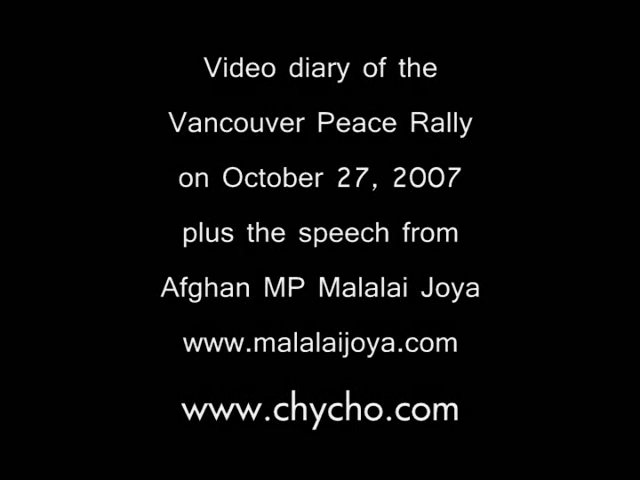 Video diary of the
Vancouver Peace Rally
on October 27, 2007
plus the speech from
Afghan MP Malalai Joya
www.malalaijoya.com
www.chycho.com